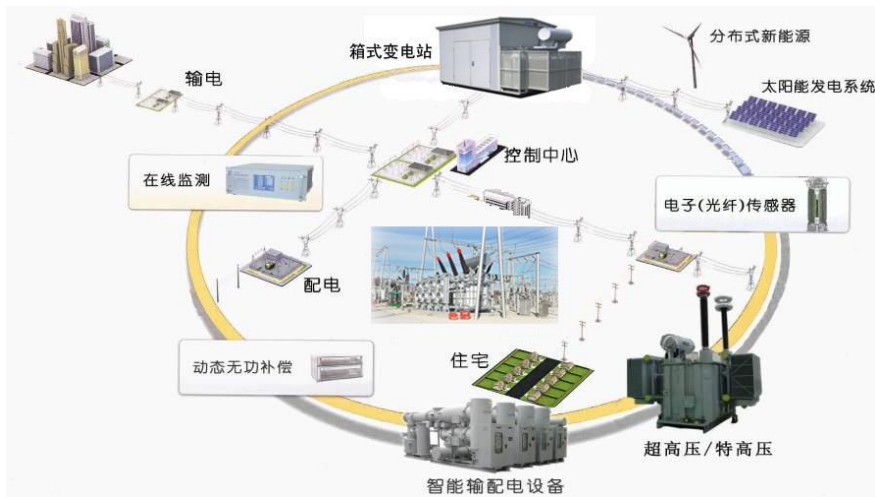 箱式变电站
分布式新能源
输电
太阳能发电系统
控制中心
在线监测
电子(光纤)传感器
配电
动态无功补偿
住宅
超高压/特高压
智能输配电设备